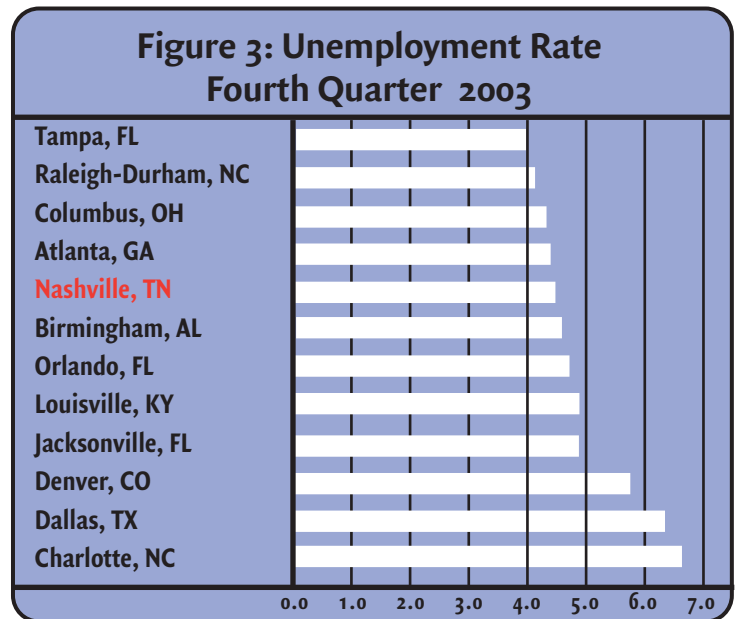 Figure 3: Unemployment Rate
Fourth Quarter 2003
Tampa, FL
Raleigh-Durham, NC
Columbus, OH
Atlanta, GA
Nashville, TN
Birmingham, AL
Orlando, FL
Louisville, KY
Jacksonville, FL
Denver, CO
Dallas, TX
Charlotte, NC
0.0 1.0 2.0 3.0 4.0 5.0 6.0 7.0